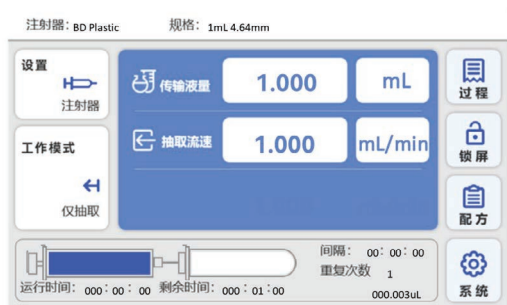 注射器: BD Plastic 规格: 1mL 4.64mm
设置
注射器
传输液量 1.000 mL
过程
工作模式
抽取流速 1.000 mL/min
锁屏
仅抽取
配方
间隔: 00: 00: 00
重复次数 1
运行时间: 000: 00: 00 剩余时间: 000: 01: 00
000.003uL
系统